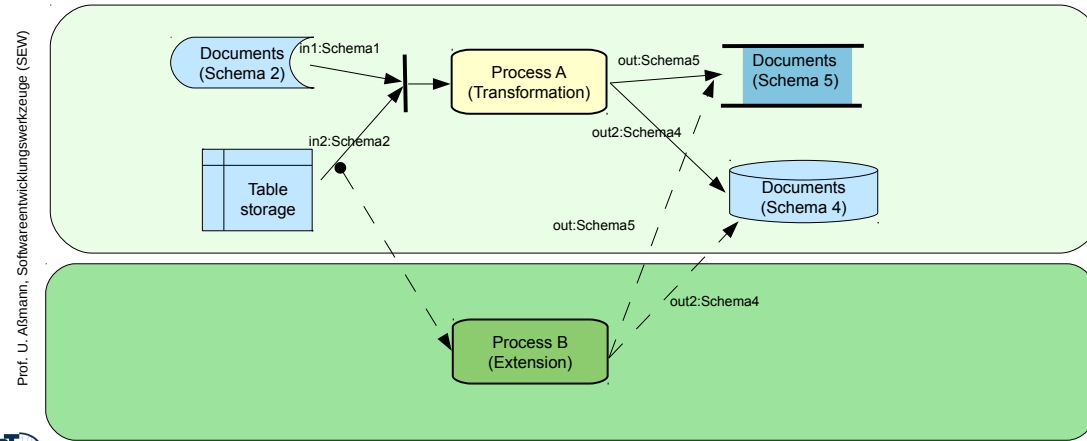 Prof. U. Aßmann, Softwareentwicklungswerkzeuge (SEW)
Documents
(Schema 2)
in1:Schema1
Process A
(Transformation)
out:Schema5
Documents
(Schema 5)
in2:Schema2
out2:Schema4
Table
storage
Documents
(Schema 4)
out:Schema5
out2:Schema4
Process B
(Extension)